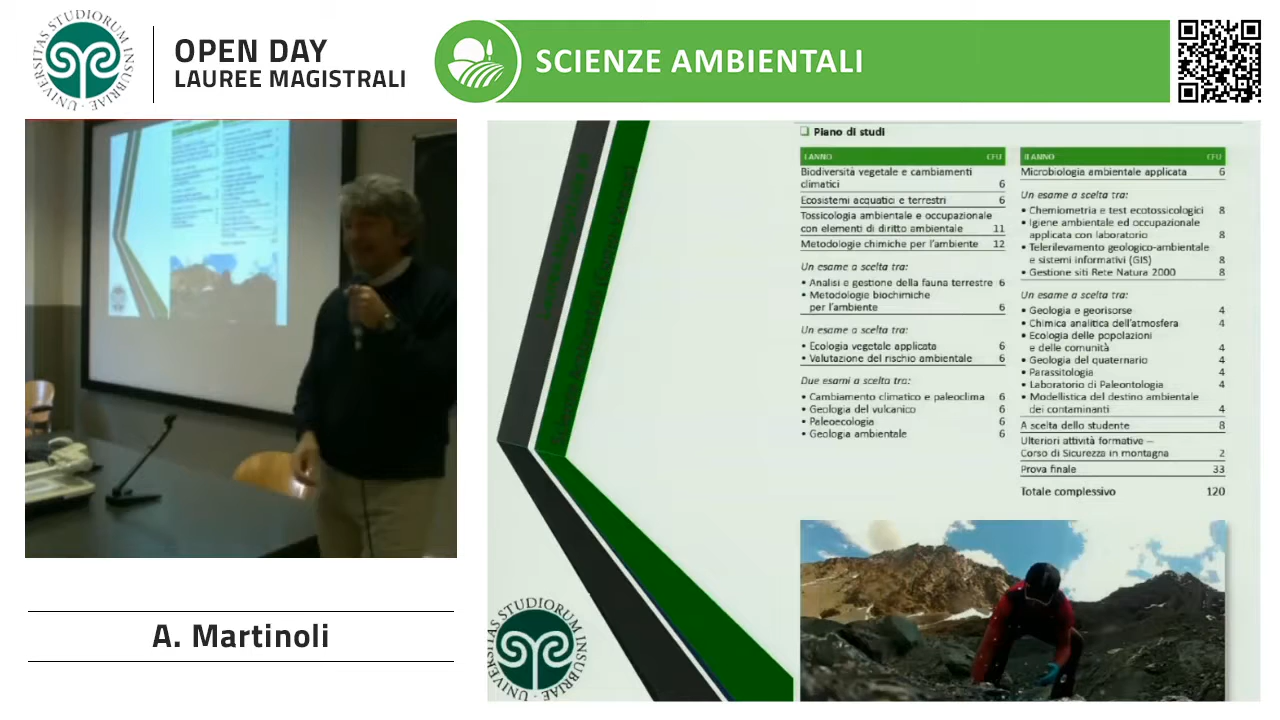 UNIVERSITAS STUDIORUM INSUBRIAE
OPEN DAY
LAUREE MAGISTRALI
SCIENZE AMBIENTALI
A. Martinoli
Piano di studi
I ANNO CFU
Biodiversità vegetale e cambiamenti
climatici 6
Ecosistemi acquatici e terrestri 6
Tossicologia ambientale e occupazionale
con elementi di diritto ambientale 11
Metodologie chimiche per l'ambiente 12
Un esame a scelta tra:
• Analisi e gestione della fauna terrestre 6
• Metodologie biochimiche
per l'ambiente 6
Un esame a scelta tra:
• Ecologia vegetale applicata 6
• Valutazione del rischio ambientale 6
Due esami a scelta tra:
• Cambiamento climatico e paleoclima 6
• Geologia del vulcanico 6
• Paleoecologia 6
• Geologia ambientale 6
II ANNO CFU
Microbiologia ambientale applicata 6
Un esame a scelta tra:
• Chemiometria e test ecotossicologici 8
• Igiene ambientale ed occupazionale
applicata con laboratorio 8
• Telerilevamento geologico-ambientale
e sistemi informativi (GIS) 8
• Gestione siti Rete Natura 2000 8
Un esame a scelta tra:
• Geologia e georisorse 4
• Chimica analitica dell'atmosfera 4
• Ecologia delle popolazioni
e delle comunità 4
• Geologia del quaternario 4
• Parassitologia 4
• Laboratorio di Paleontologia 4
• Modellistica del destino ambientale
dei contaminanti 4
A scelta dello studente 8
Ulteriori attività formative –
Corso di Sicurezza in montagna 2
Prova finale 33
Totale complessivo 120
UNIVERSITAS STUDIORUM INSUBRIAE